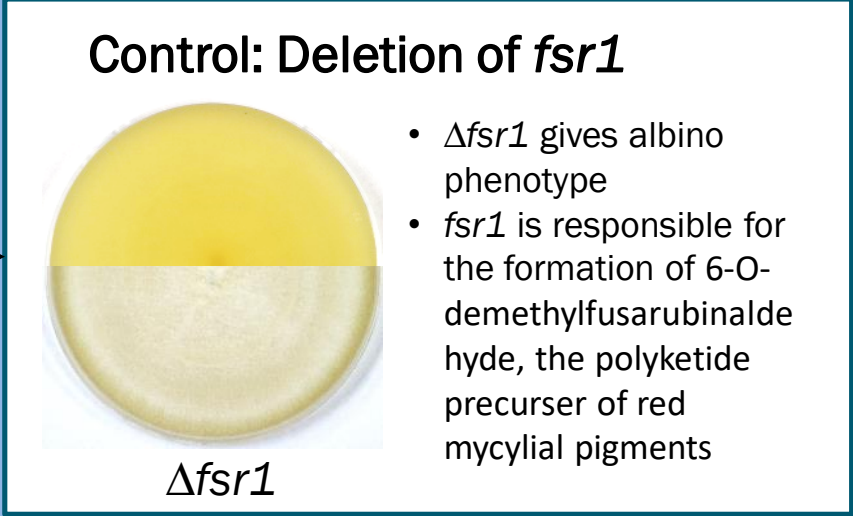 Control: Deletion of fsr1
• Δfsr1 gives albino
phenotype
• fsr1 is responsible for
the formation of 6-O-
demethylfusarubinalde
hyde, the polyketide
precurser of red
mycylial pigments
Δfsr1